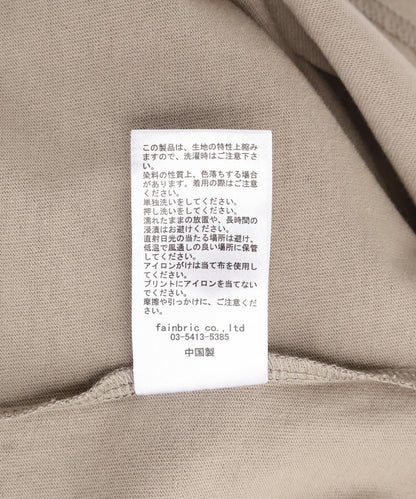 この製品は、生地の特性上縮み
ますので、洗濯時はご注意下さ
い。
染料の性質上、色落ちする場合
があります。着用の際はご注意
ください。
単独洗いをしてください。
押し洗いをしてください。
濡れたままの放置や、長時間の
浸漬はお避けください。
直射日光の当たる場所は避け、
低温で風通しの良い場所で保管
してください。
アイロンがけは当て布を使用し
てください。
プリントにアイロンを当てない
でください。
摩擦や引っかけに、ご注意くだ
さい。
fainbric co.,ltd
03-5413-5385
中国製